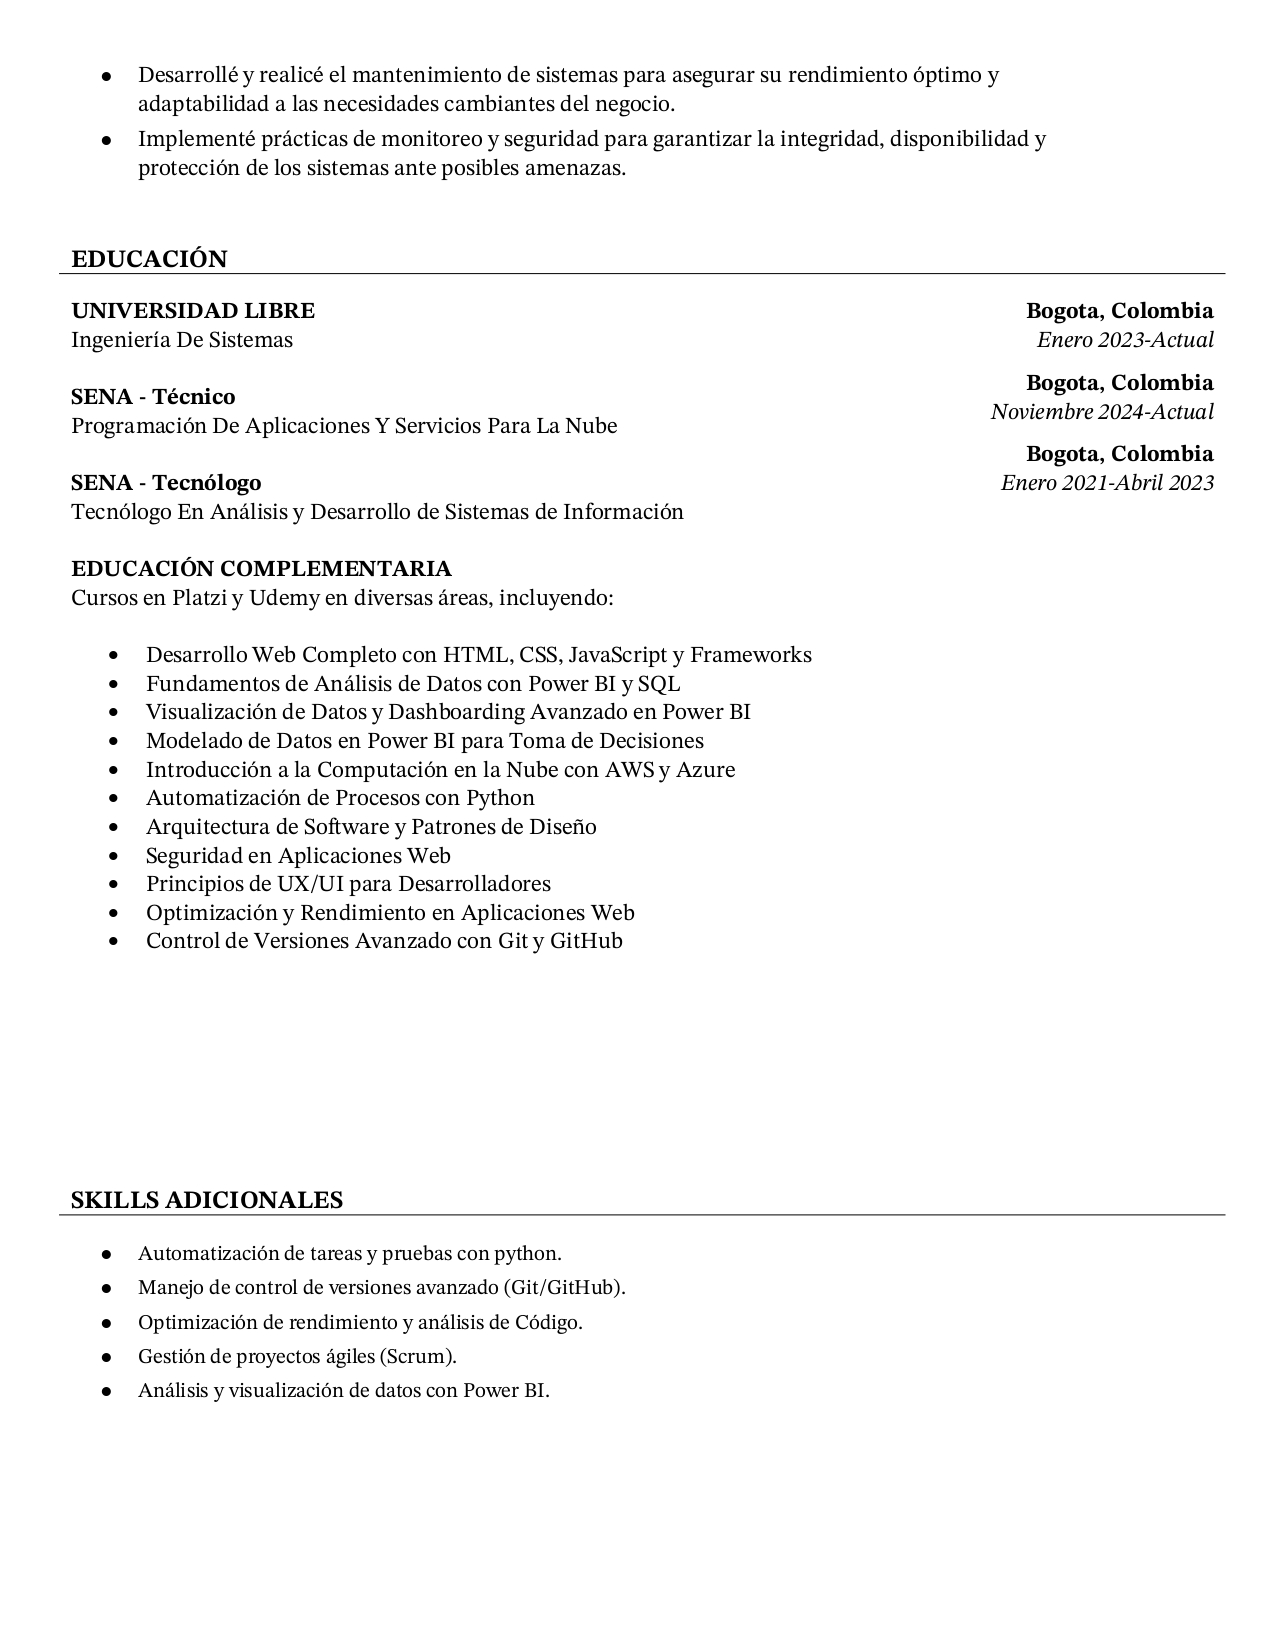 ● Desarrollé y realicé el mantenimiento de sistemas para asegurar su rendimiento óptimo y
adaptabilidad a las necesidades cambiantes del negocio.
● Implementé prácticas de monitoreo y seguridad para garantizar la integridad, disponibilidad y
protección de los sistemas ante posibles amenazas.
EDUCACIÓN
UNIVERSIDAD LIBRE
Ingeniería De Sistemas
Bogota, Colombia
Enero 2023-Actual
SENA - Técnico
Programación De Aplicaciones Y Servicios Para La Nube
Bogota, Colombia
Noviembre 2024-Actual
SENA - Tecnólogo
Tecnólogo En Análisis y Desarrollo de Sistemas de Información
Bogota, Colombia
Enero 2021-Abril 2023
EDUCACIÓN COMPLEMENTARIA
Cursos en Platzi y Udemy en diversas áreas, incluyendo:
• Desarrollo Web Completo con HTML, CSS, JavaScript y Frameworks
• Fundamentos de Análisis de Datos con Power BI y SQL
• Visualización de Datos y Dashboarding Avanzado en Power BI
• Modelado de Datos en Power BI para Toma de Decisiones
• Introducción a la Computación en la Nube con AWS y Azure
• Automatización de Procesos con Python
• Arquitectura de Software y Patrones de Diseño
• Seguridad en Aplicaciones Web
• Principios de UX/UI para Desarrolladores
• Optimización y Rendimiento en Aplicaciones Web
• Control de Versiones Avanzado con Git y GitHub
SKILLS ADICIONALES
● Automatización de tareas y pruebas con python.
● Manejo de control de versiones avanzado (Git/GitHub).
● Optimización de rendimiento y análisis de Código.
● Gestión de proyectos ágiles (Scrum).
● Análisis y visualización de datos con Power BI.